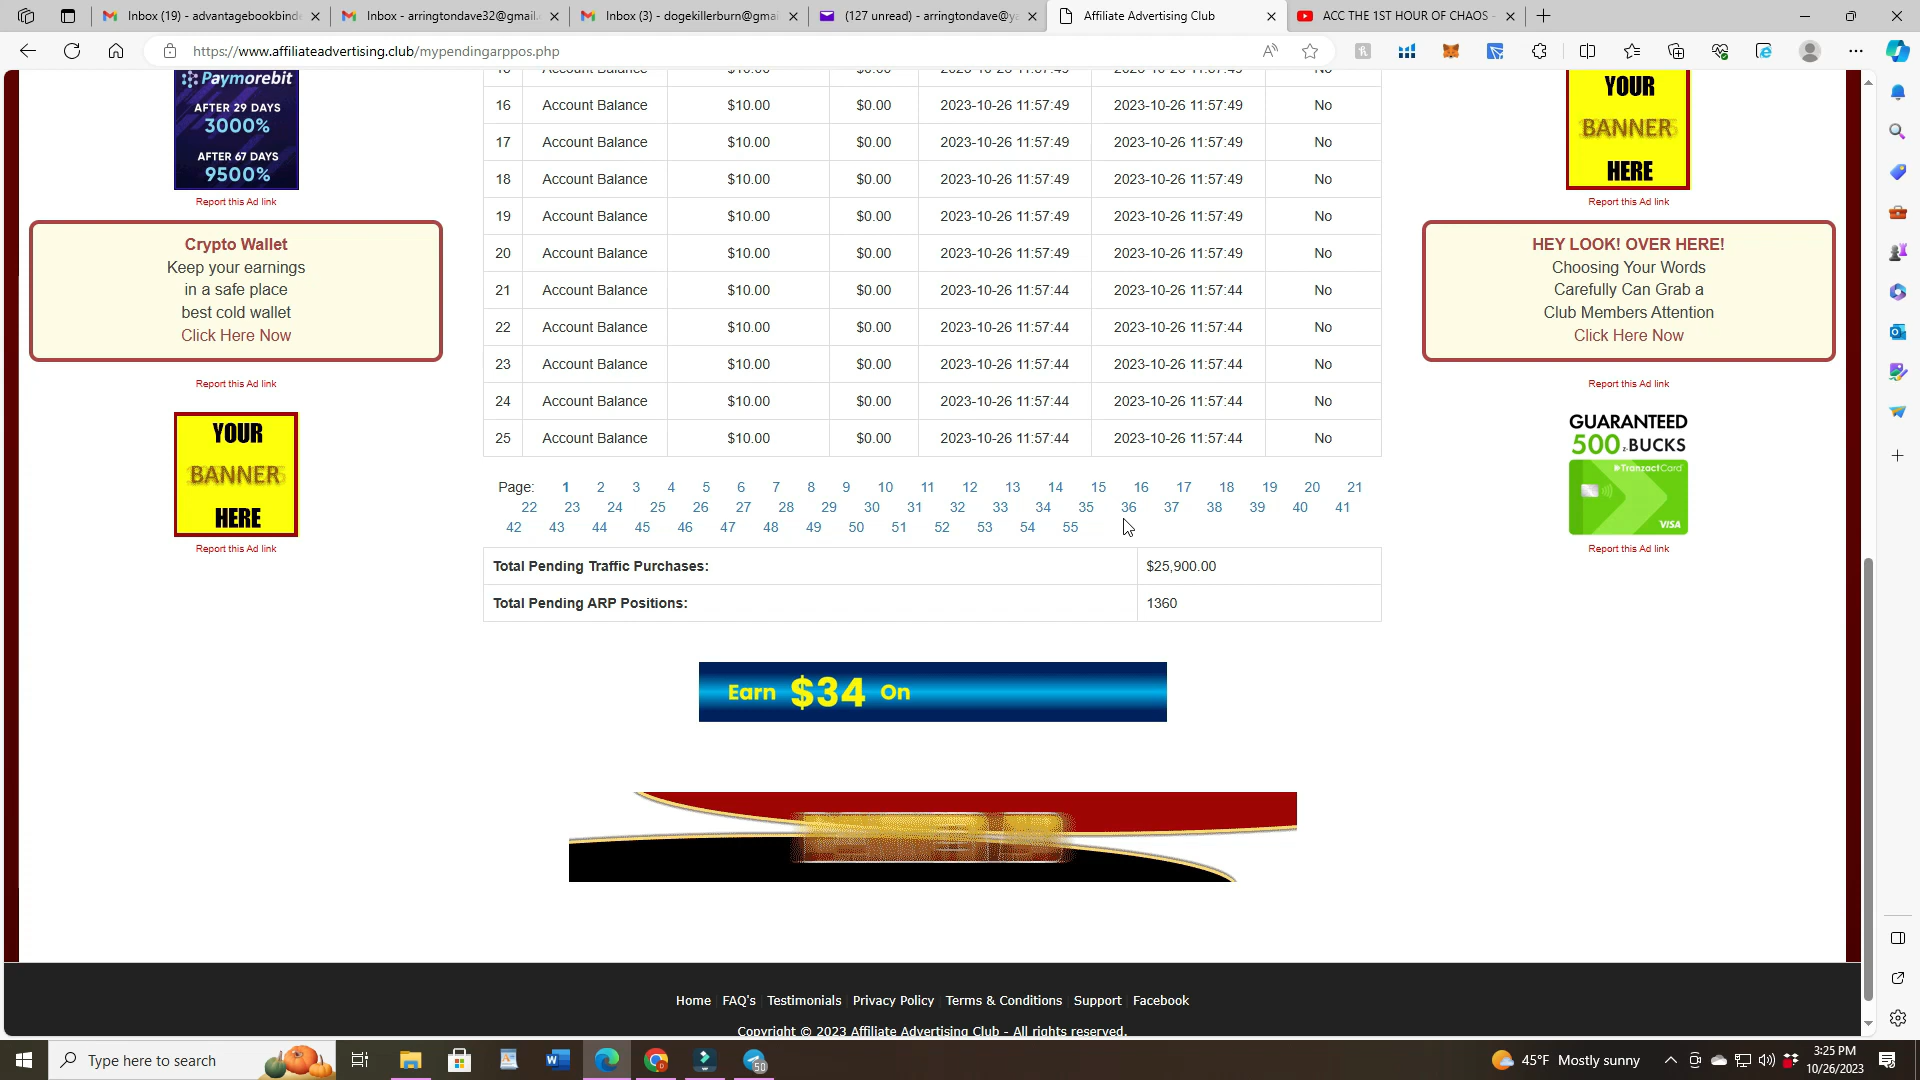 Inbox (19) - advantagebookbinde
Inbox - arringtondave32@gmail.
Inbox (3) - dogekillerburn@gmai
(127 unread) - arringtondave@ya
Affiliate Advertising Club
ACC THE 1ST HOUR OF CHAOS -
https://www.affiliateadvertising.club/mypendingarppos.php
Paymorebit
AFTER 29 DAYS
3000%
AFTER 67 DAYS
9500%
Report this Ad link
Crypto Wallet
Keep your earnings
in a safe place
best cold wallet
Click Here Now
Report this Ad link
YOUR
BANNER
HERE
Report this Ad link
16 Account Balance $10.00 $0.00 2023-10-26 11:57:49 2023-10-26 11:57:49 No
17 Account Balance $10.00 $0.00 2023-10-26 11:57:49 2023-10-26 11:57:49 No
18 Account Balance $10.00 $0.00 2023-10-26 11:57:49 2023-10-26 11:57:49 No
19 Account Balance $10.00 $0.00 2023-10-26 11:57:49 2023-10-26 11:57:49 No
20 Account Balance $10.00 $0.00 2023-10-26 11:57:49 2023-10-26 11:57:49 No
21 Account Balance $10.00 $0.00 2023-10-26 11:57:44 2023-10-26 11:57:44 No
22 Account Balance $10.00 $0.00 2023-10-26 11:57:44 2023-10-26 11:57:44 No
23 Account Balance $10.00 $0.00 2023-10-26 11:57:44 2023-10-26 11:57:44 No
24 Account Balance $10.00 $0.00 2023-10-26 11:57:44 2023-10-26 11:57:44 No
25 Account Balance $10.00 $0.00 2023-10-26 11:57:44 2023-10-26 11:57:44 No
Page: 1 2 3 4 5 6 7 8 9 10 11 12 13 14 15 16 17 18 19 20 21
22 23 24 25 26 27 28 29 30 31 32 33 34 35 36 37 38 39 40 41
42 43 44 45 46 47 48 49 50 51 52 53 54 55
Total Pending Traffic Purchases: $25,900.00
Total Pending ARP Positions: 1360
Earn $34 On
YOUR
BANNER
HERE
Report this Ad link
HEY LOOK! OVER HERE!
Choosing Your Words
Carefully Can Grab a
Club Members Attention
Click Here Now
Report this Ad link
GUARANTEED
500 Z-BUCKS
TranzactCard
VISA
Report this Ad link
Home FAQ's Testimonials Privacy Policy Terms & Conditions Support Facebook
Copyright © 2023 Affiliate Advertising Club - All rights reserved.
Type here to search
50
45°F Mostly sunny
3:25 PM
10/26/2023